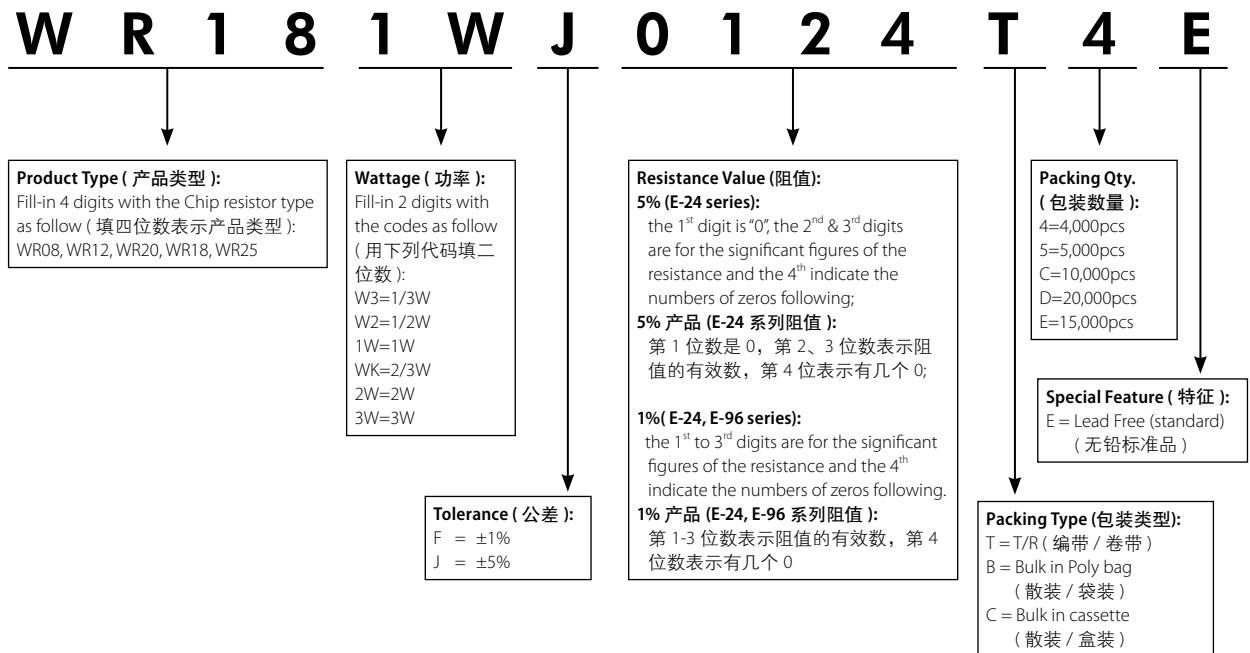 W R 1 8 1 W J 0 1 2 4 T 4 E
Product Type ( 产品类型 ):
Fill-in 4 digits with the Chip resistor type
as follow ( 填四位数表示产品类型 ):
WR08, WR12, WR20, WR18, WR25
Wattage ( 功率 ):
Fill-in 2 digits with
the codes as follow
( 用下列代码填二
位数 ):
W3=1/3W
W2=1/2W
1W=1W
WK=2/3W
2W=2W
3W=3W
Tolerance ( 公差 ):
F = ±1%
J = ±5%
Resistance Value (阻值):
5% (E-24 series):
the 1st digit is "0", the 2nd & 3rd digits
are for the significant figures of the
resistance and the 4th indicate the
numbers of zeros following;
5% 产品 (E-24 系列阻值 ):
第 1 位数是 0，第 2、3 位数表示阻
值的有效数，第 4 位表示有几个 0;
1%( E-24, E-96 series):
the 1st to 3rd digits are for the significant
figures of the resistance and the 4th
indicate the numbers of zeros following.
1% 产品 (E-24, E-96 系列阻值 ):
第 1-3 位数表示阻值的有效数，第 4
位数表示有几个 0
Packing Qty.
( 包装数量 ):
4=4,000pcs
5=5,000pcs
C=10,000pcs
D=20,000pcs
E=15,000pcs
Special Feature ( 特征 ):
E = Lead Free (standard)
( 无铅标准品 )
Packing Type (包装类型):
T = T/R ( 编带 / 卷带 )
B = Bulk in Poly bag
( 散装 / 袋装 )
C = Bulk in cassette
( 散装 / 盒装 )